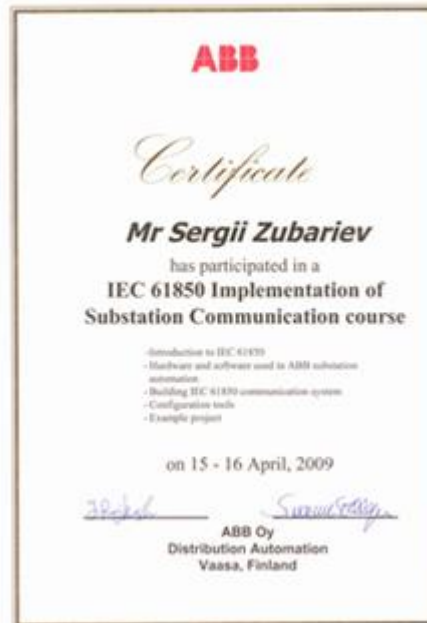 ABB
Certificate
Mr Sergii Zubariev
has participated in a
IEC 61850 Implementation of
Substation Communication course
-Introduction to IEC 61850
-Hardware and software used in ABB substation
automation
-Building IEC 61850 communication system
-Configuration tools
-Example project
on 15 - 16 April, 2009
ABB Oy
Distribution Automation
Vaasa, Finland